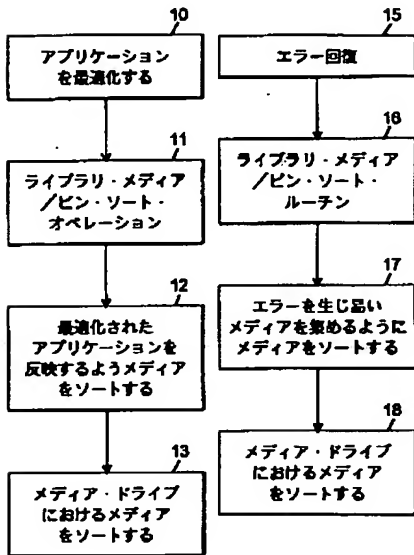 10
アプリケーション
を最適化する
11
ライブラリ・メディア
/ビン・ソート・
オペレーション
12
最適化された
アプリケーションを
反映するようメディア
をソートする
13
メディア・ドライブ
におけるメディア
をソートする
15
エラー回復
16
ライブラリ・メディア
/ビン・ソート・
ルーチン
17
エラーを生じ易い
メディアを集めるように
メディアをソートする
18
メディア・ドライブ
におけるメディア
をソートする